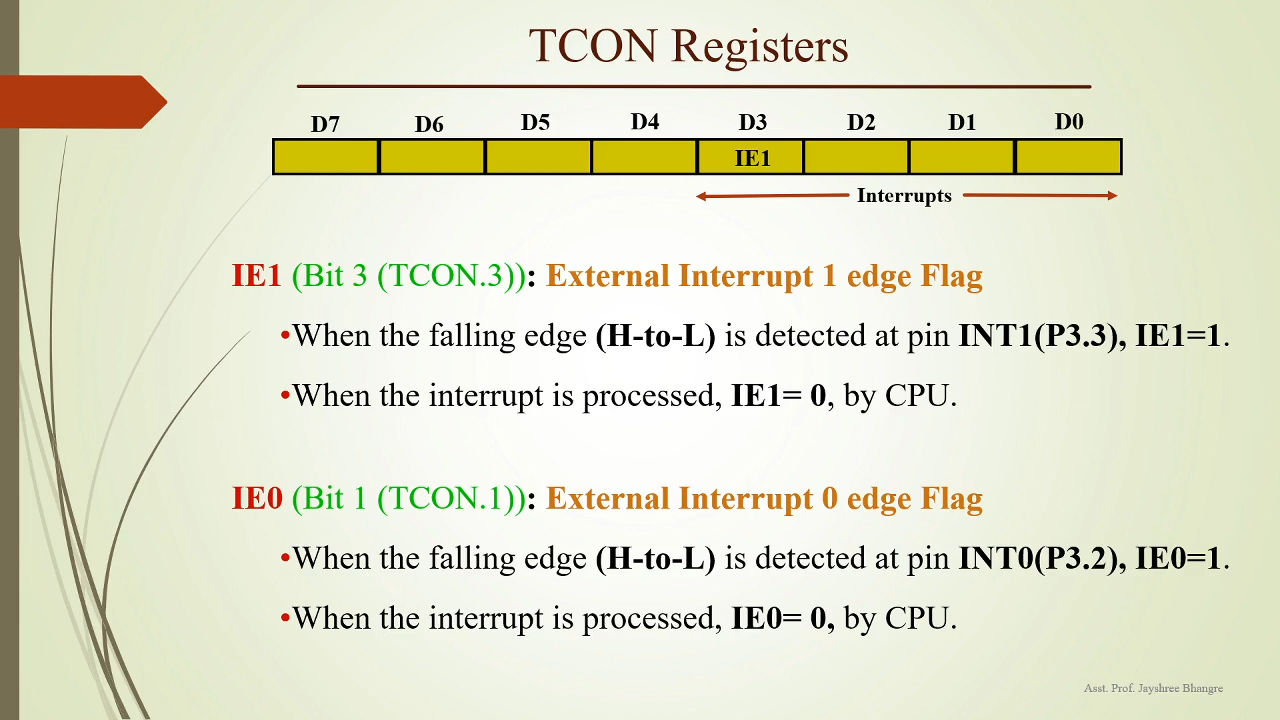 TCON Registers
D7 D6 D5 D4 D3 D2 D1 D0
IE1
Interrupts
IE1 (Bit 3 (TCON.3)): External Interrupt 1 edge Flag
•When the falling edge (H-to-L) is detected at pin INT1(P3.3), IE1=1.
•When the interrupt is processed, IE1= 0, by CPU.
IE0 (Bit 1 (TCON.1)): External Interrupt 0 edge Flag
•When the falling edge (H-to-L) is detected at pin INT0(P3.2), IE0=1.
•When the interrupt is processed, IE0= 0, by CPU.
Asst. Prof. Jayshree Bhangre